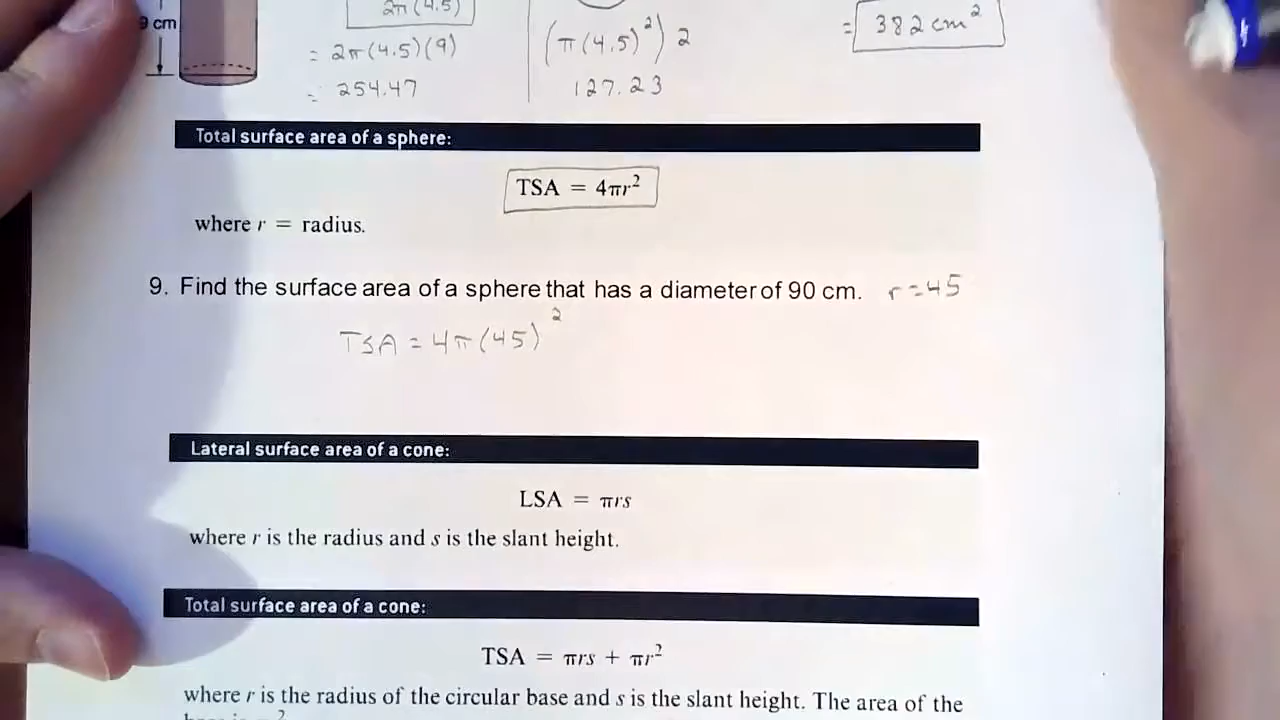 9 cm
2π(4.5)
= 2π(4.5)(9)
= 254.47
(π(4.5)²)2
127.23
= 382 cm²
Total surface area of a sphere:
TSA = 4πr²
where r = radius.
9. Find the surface area of a sphere that has a diameter of 90 cm. r=45
TSA = 4π(45)²
Lateral surface area of a cone:
LSA = πrs
where r is the radius and s is the slant height.
Total surface area of a cone:
TSA = πrs + πr²
where r is the radius of the circular base and s is the slant height. The area of the